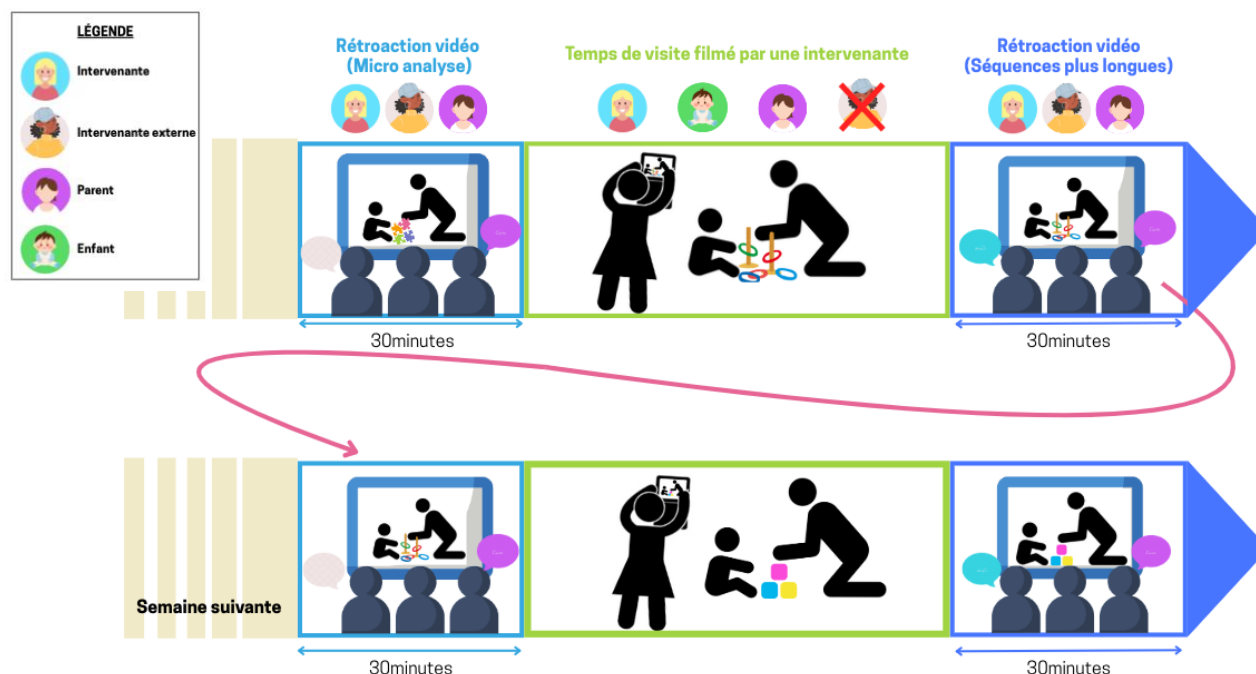 LÉGENDE
Intervenante
Intervenante externe
Parent
Enfant
Rétroaction vidéo
(Micro analyse)
Temps de visite filmé par une intervenante
Rétroaction vidéo
(Séquences plus longues)
30minutes
30minutes
Semaine suivante
30minutes
30minutes